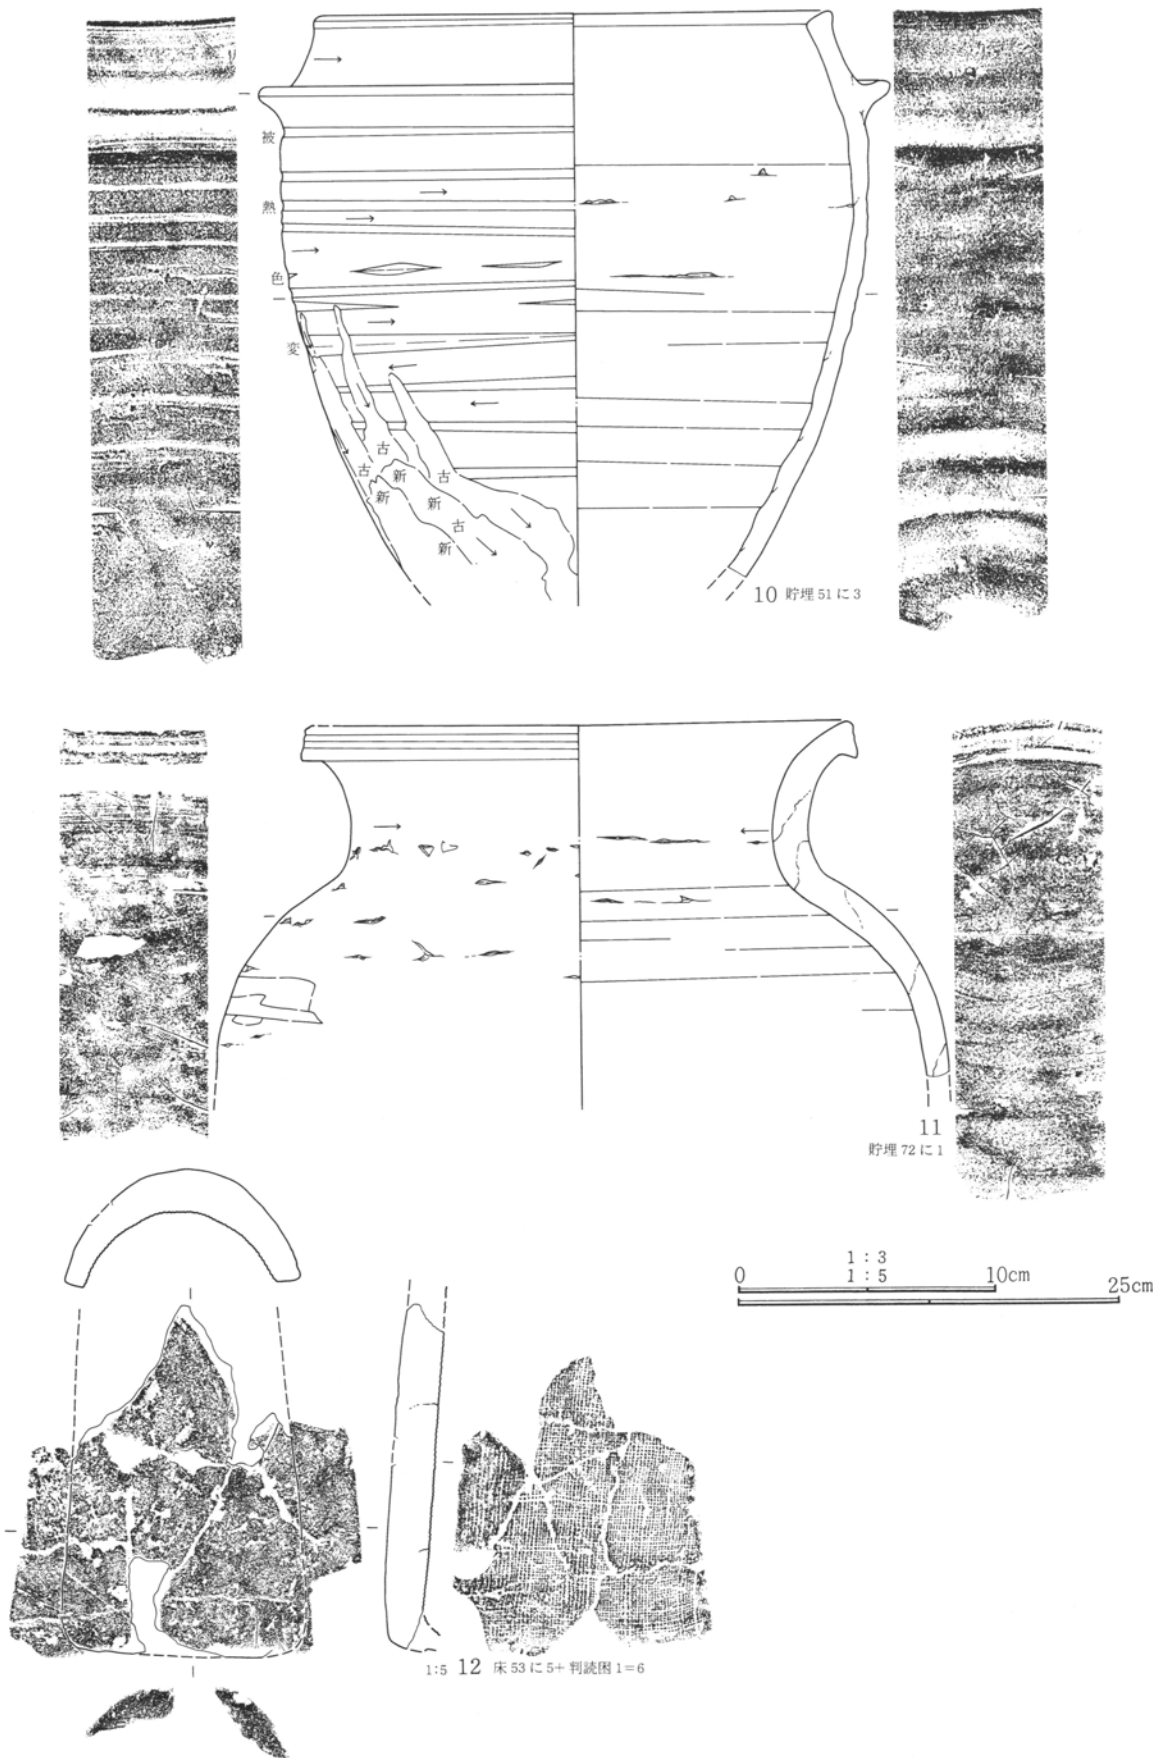 被
熱
色
変
古
古
新
古
新
新
古
新
10 貯埋 51 に 3
11
貯埋 72 に 1
1 : 3
0 1 : 5 10cm
25cm
1:5 12 床 53 に 5+ 判読困 1=6